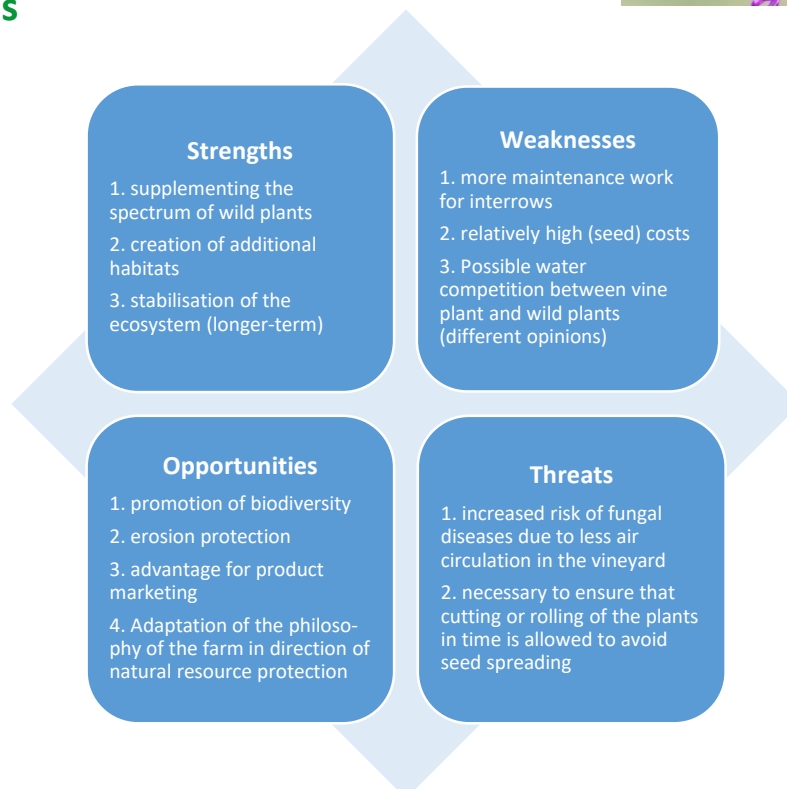 s
Strengths
1. supplementing the
spectrum of wild plants
2. creation of additional
habitats
3. stabilisation of the
ecosystem (longer-term)
Weaknesses
1. more maintenance work
for interrows
2. relatively high (seed) costs
3. Possible water
competition between vine
plant and wild plants
(different opinions)
Opportunities
1. promotion of biodiversity
2. erosion protection
3. advantage for product
marketing
4. Adaptation of the philoso-
phy of the farm in direction of
natural resource protection
Threats
1. increased risk of fungal
diseases due to less air
circulation in the vineyard
2. necessary to ensure that
cutting or rolling of the plants
in time is allowed to avoid
seed spreading